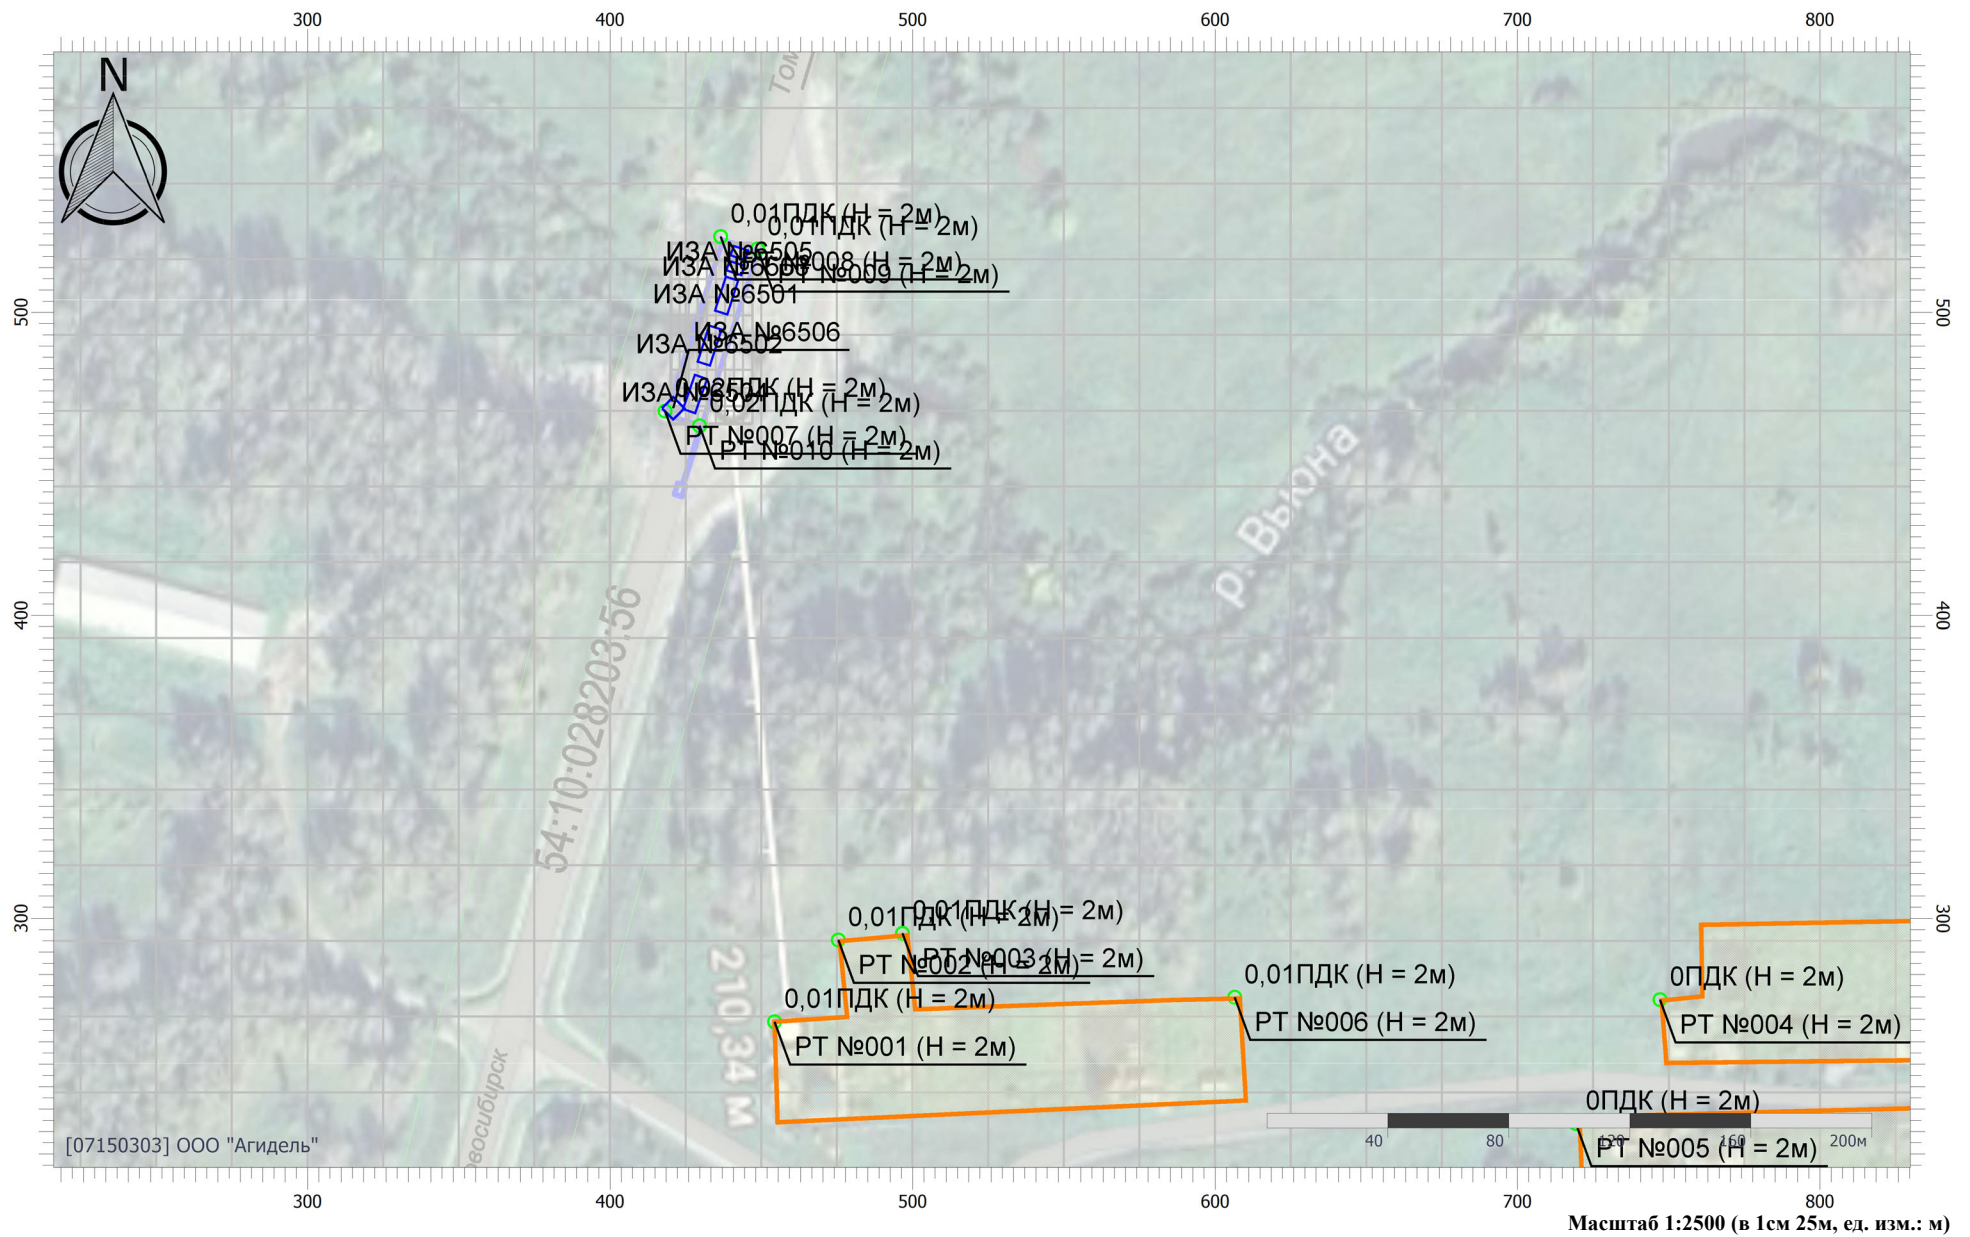 300 400 500 600 700 800
N
Том
0,01ПДК (Н = 2м)
0,01ПДК (Н = 2м)
ИЗА №6505
РТ №008 (Н = 2м)
РТ №009 (Н = 2м)
ИЗА №6501
500
500
ИЗА №6506
ИЗА №6502
0,02ПДК (Н = 2м)
ИЗА №6504
0,02ПДК (Н = 2м)
РТ №007 (Н = 2м)
РТ №010 (Н = 2м)
р. Вьюна
400
400
54:10:028203:56
300
300
0,01ПДК (Н = 2м)
0,01ПДК (Н = 2м)
РТ №003 (Н = 2м)
РТ №002 (Н = 2м)
0,01ПДК (Н = 2м)
0ПДК (Н = 2м)
0,01ПДК (Н = 2м)
РТ №006 (Н = 2м)
РТ №004 (Н = 2м)
РТ №001 (Н = 2м)
210,34 м
овосибирск
0ПДК (Н = 2м)
40 80 120 160 200м
РТ №005 (Н = 2м)
[07150303] ООО "Агидель"
300 400 500 600 700 800
Масштаб 1:2500 (в 1см 25м, ед. изм.: м)